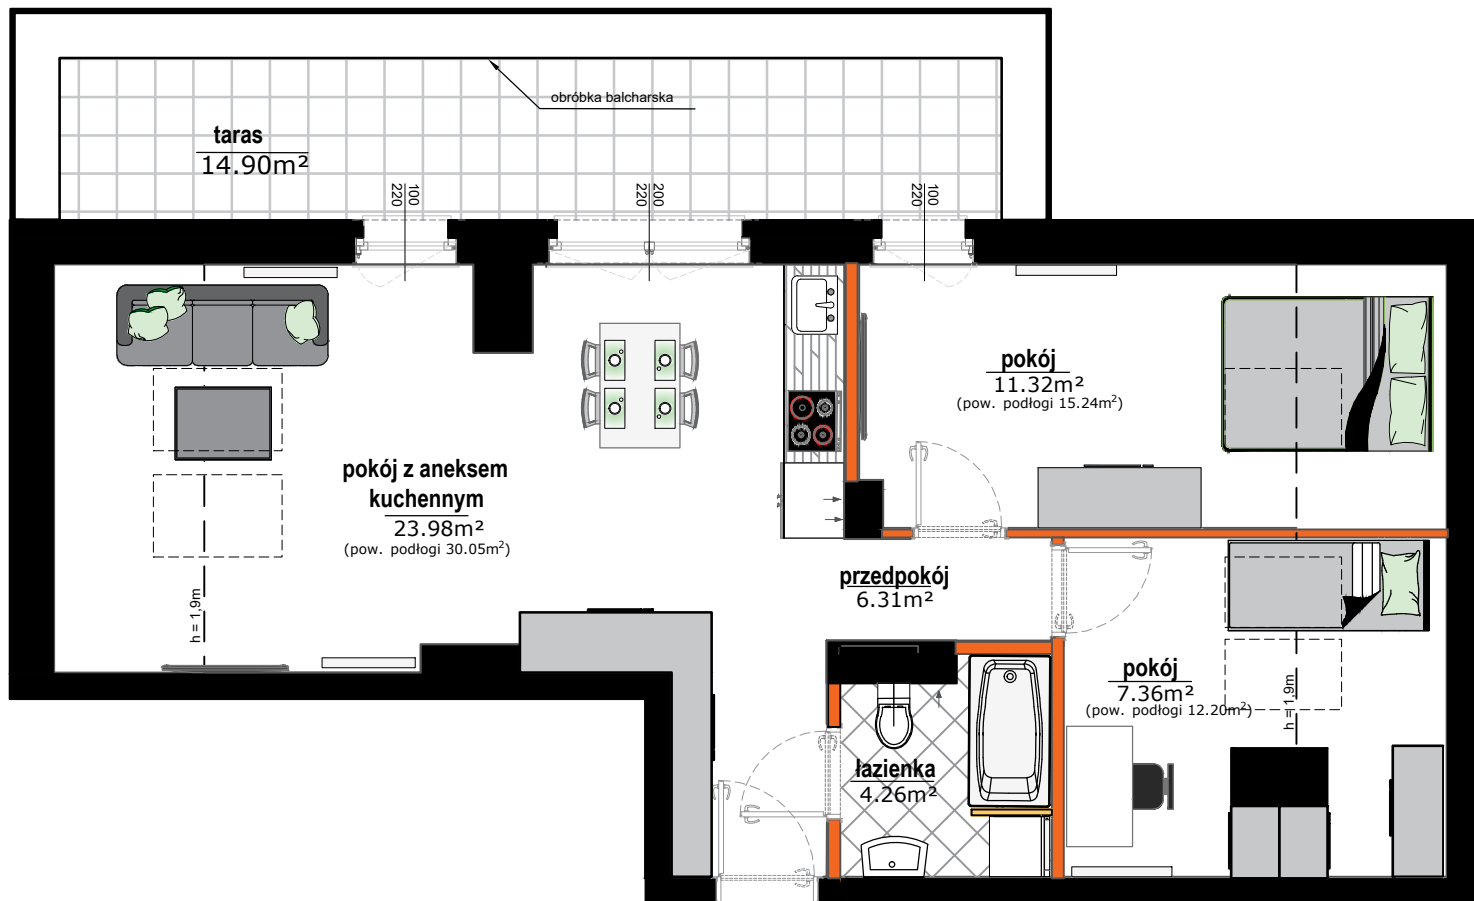 obróbka balcharska
taras
14.90m²
100
220
200
220
100
220
pokój
11.32m²
(pow. podłogi 15.24m²)
pokój z aneksem
kuchennym
23.98m²
(pow. podłogi 30.05m²)
h = 1,9m
przedpokój
6.31m²
pokój
7.36m²
(pow. podłogi 12.20m²)
h = 1,9m
łazienka
4.26m²